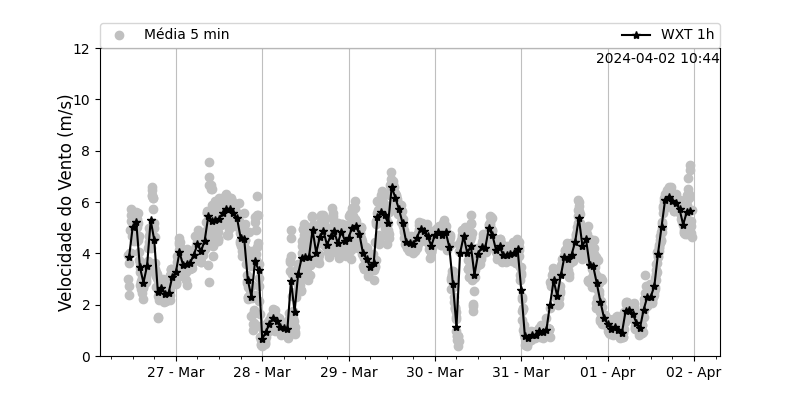 Média 5 min
WXT 1h
2024-04-02 10:44
Velocidade do Vento (m/s)
12
10
8
6
4
2
0
27 - Mar
28 - Mar
29 - Mar
30 - Mar
31 - Mar
01 - Apr
02 - Apr